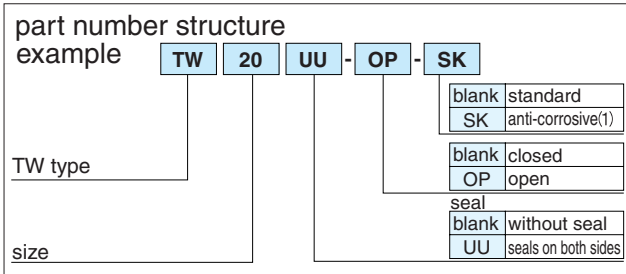 part number structure
example TW 20 UU - OP - SK
blank standard
SK anti-corrosive(1)
TW type
blank closed
OP open
seal
blank without seal
size
UU seals on both sides